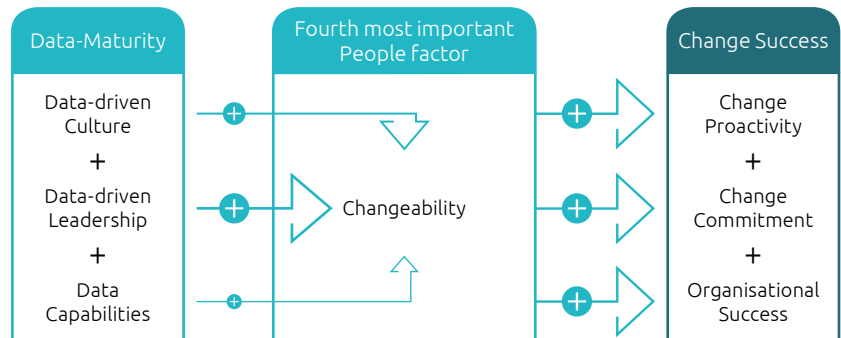 Data-Maturity
Data-driven
Culture
+
Data-driven
Leadership
+
Data
Capabilities
+
+
+
Fourth most important
People factor
Changeability
+
+
+
Change Success
Change
Proactivity
+
Change
Commitment
+
Organisational
Success